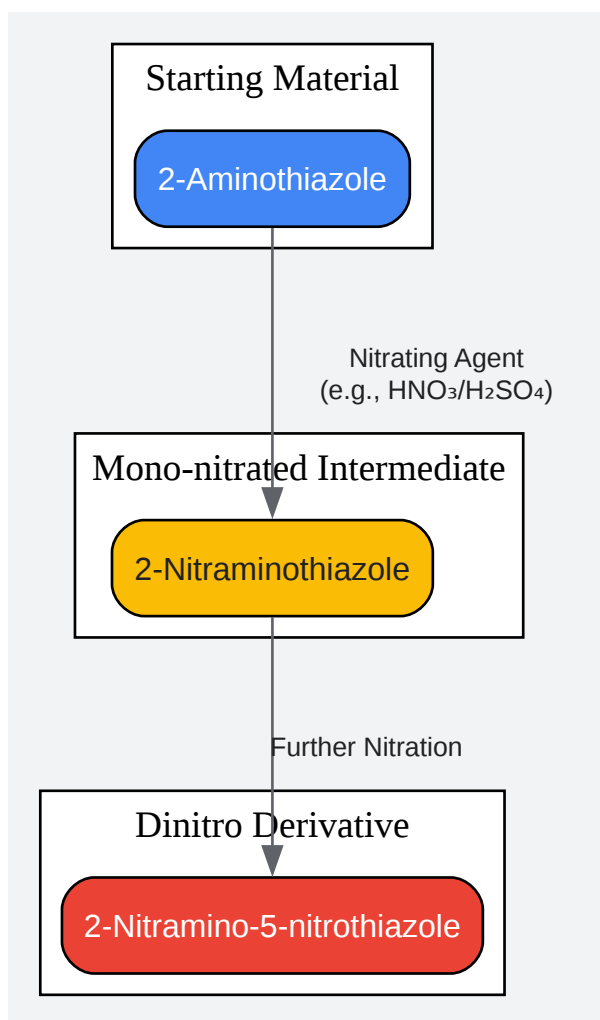 Starting Material
2-Aminothiazole
Nitrating Agent
(e.g., HNO₃/H₂SO₄)
Mono-nitrated Intermediate
2-Nitraminothiazole
Further Nitration
Dinitro Derivative
2-Nitramino-5-nitrothiazole